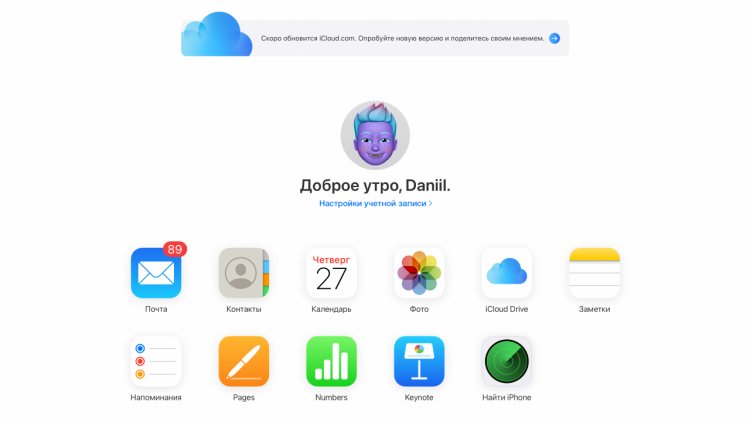 Скоро обновится iCloud.com. Опробуйте новую версию и поделитесь своим мнением.
Доброе утро, Daniil.
Настройки учетной записи
89
Четверг
27
Почта
Контакты
Календарь
Фото
iCloud Drive
Заметки
Напоминания
Pages
Numbers
Keynote
Найти iPhone